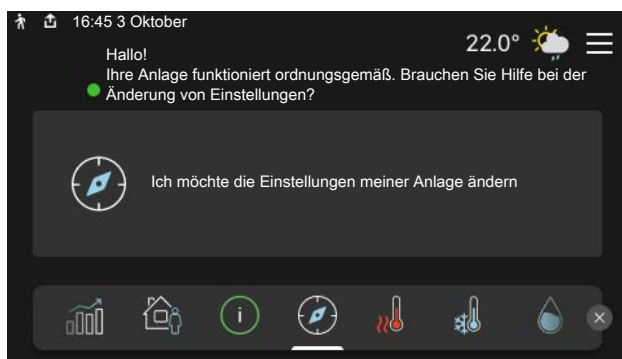 16:45 3 Oktober
22.0°
Hallo!
Ihre Anlage funktioniert ordnungsgemäß. Brauchen Sie Hilfe bei der
Änderung von Einstellungen?
Ich möchte die Einstellungen meiner Anlage ändern
i